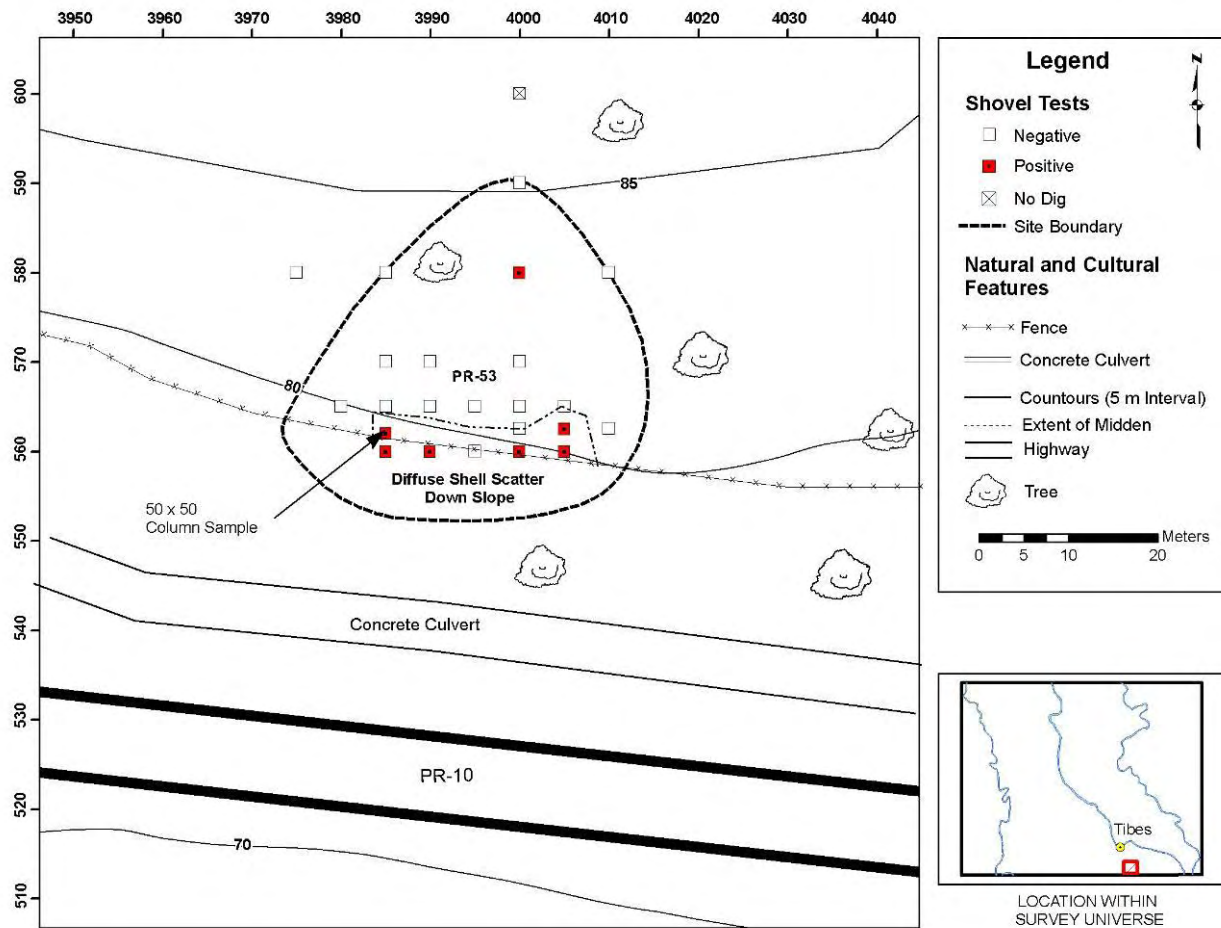 3950 3960 3970 3980 3990 4000 4010 4020 4030 4040
600
590
580
570
560
550
540
530
520
510
85
80
PR-53
Diffuse Shell Scatter
Down Slope
50 x 50
Column Sample
Concrete Culvert
PR-10
70
Legend
N
Shovel Tests
Negative
Positive
No Dig
Site Boundary
Natural and Cultural
Features
Fence
Concrete Culvert
Countours (5 m Interval)
Extent of Midden
Highway
Tree
Meters
0 5 10 20
Tibes
LOCATION WITHIN
SURVEY UNIVERSE